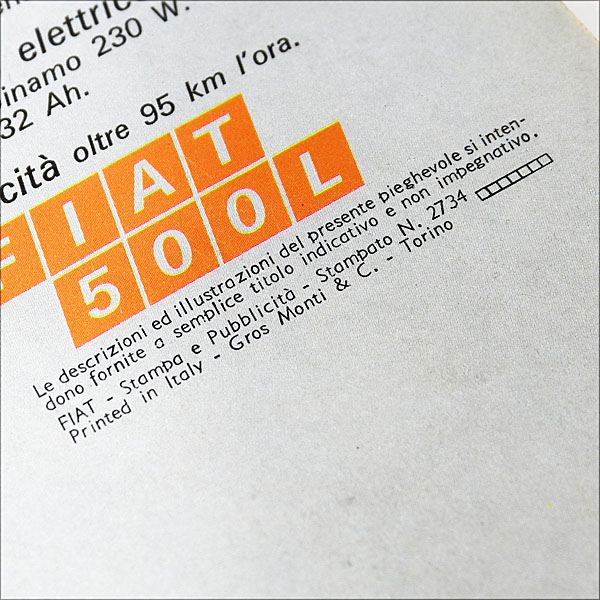 elettric
inamo 230 W.
32 Ah.
cità oltre 95 km l'ora.
FIAT
500L
Le descrizioni ed illustrazioni del presente pieghevole si inten-
dono fornite a semplice titolo indicativo e non impegnativo.
FIAT - Stampa e Pubblicità - Stampato N. 2734
Printed in Italy - Gros Monti & C. - Torino